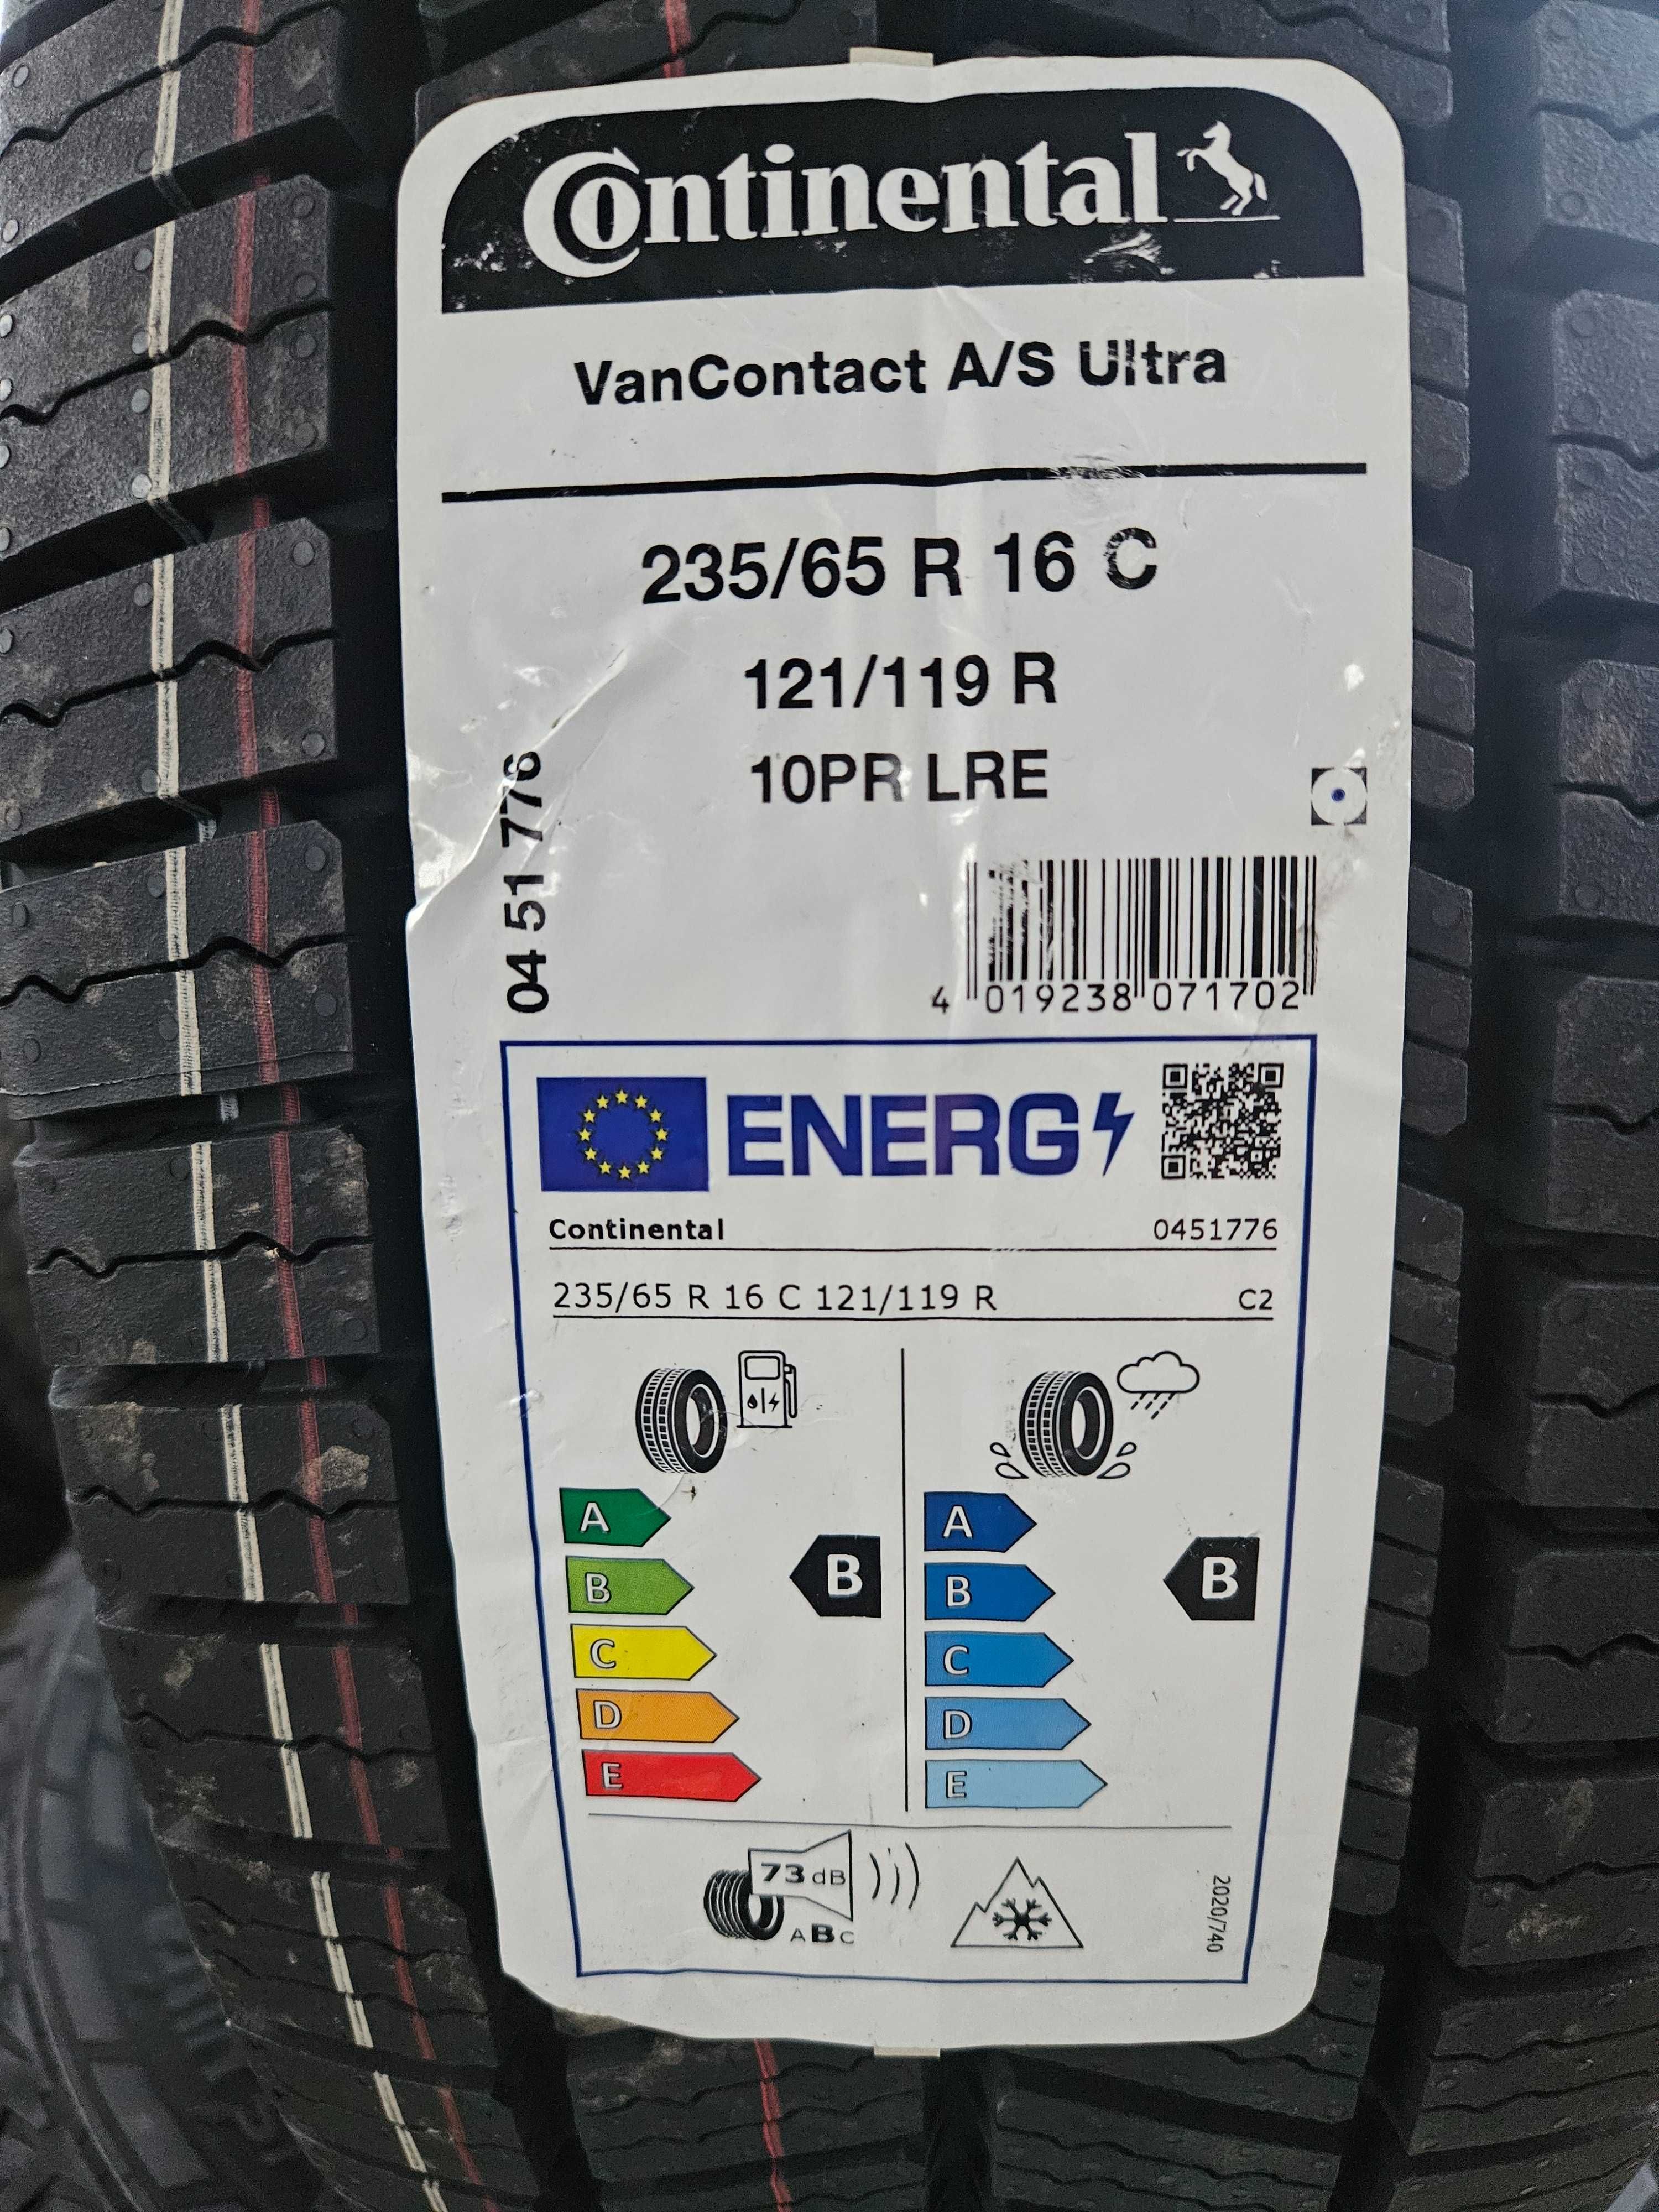 Continental
VanContact A/S Ultra
235/65 R 16 C
121/119 R
10PR LRE
04 51 776
4 019238 071702
ENERG
Continental 0451776
235/65 R 16 C 121/119 R C2
A
B
C
D
E
B
A
B
C
D
E
B
73 dB
ABC
2020/740